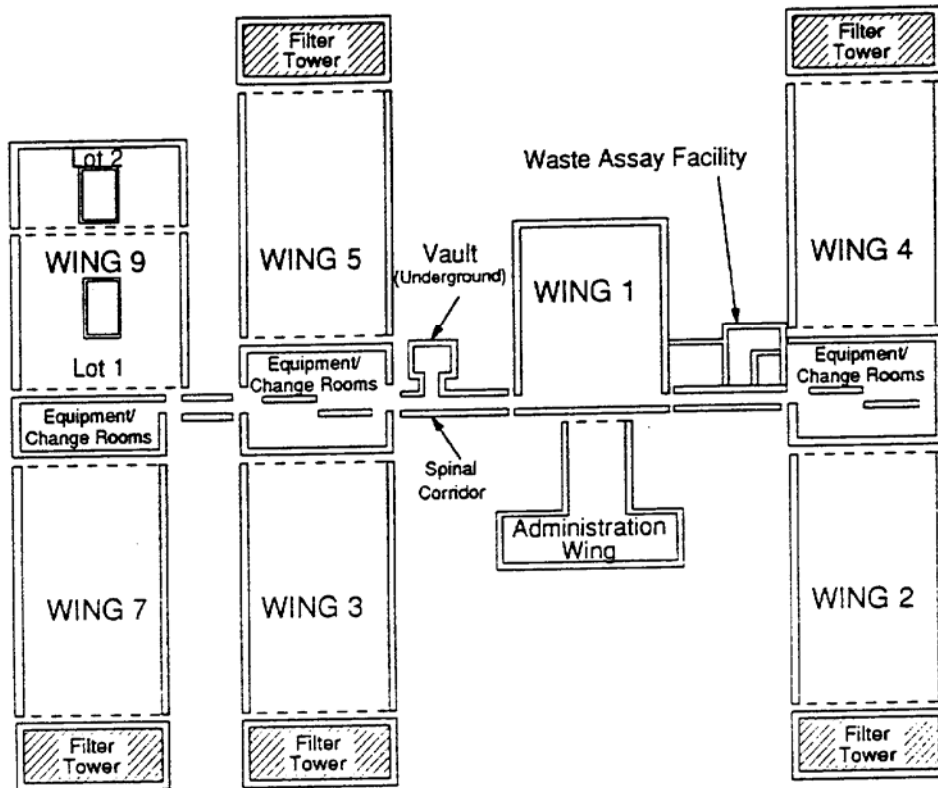 Filter
Tower
Filter
Tower
Lot 2
Waste Assay Facility
WING 9
WING 5
Vault
(Underground)
WING 1
WING 4
Lot 1
Equipment/
Change Rooms
Equipment/
Change Rooms
Equipment/
Change Rooms
Spinal
Corridor
Administration
Wing
WING 7
WING 3
WING 2
Filter
Tower
Filter
Tower
Filter
Tower